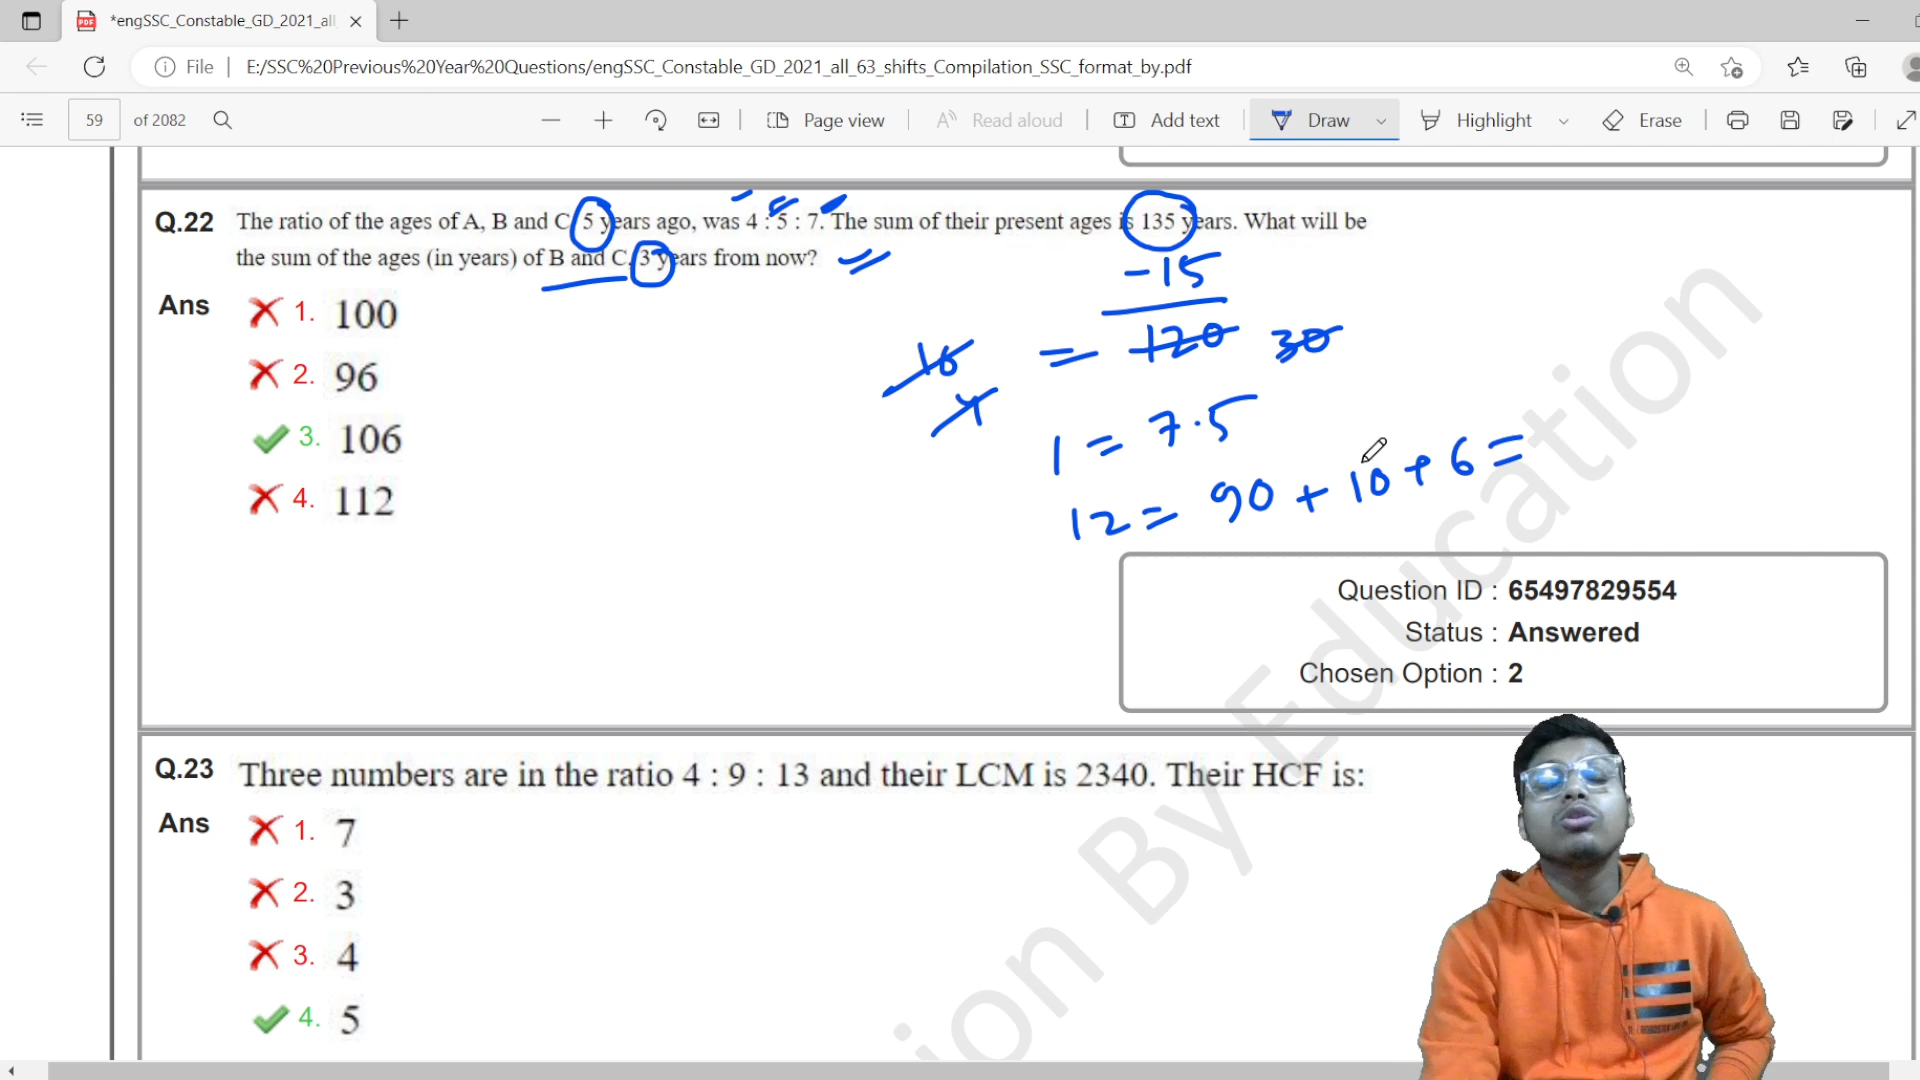 *engSSC_Constable_GD_2021_all
File
E:/SSC%20Previous%20Year%20Questions/engSSC_Constable_GD_2021_all_63_shifts_Compilation_SSC_format_by.pdf
59 of 2082
Page view
Read aloud
Add text
Draw
Highlight
Erase
Q.22 The ratio of the ages of A, B and C, 5 years ago, was 4 : 5 : 7. The sum of their present ages is 135 years. What will be
the sum of the ages (in years) of B and C, 3 years from now?
-15
Ans
1. 100
16 = 120 30
2. 96
4
1 = 7.5
3. 106
12 = 90 + 10 + 6 =
4. 112
Question ID : 65497829554
Status : Answered
Chosen Option : 2
Q.23 Three numbers are in the ratio 4 : 9 : 13 and their LCM is 2340. Their HCF is:
Ans
1. 7
2. 3
3. 4
4. 5
ion By Education